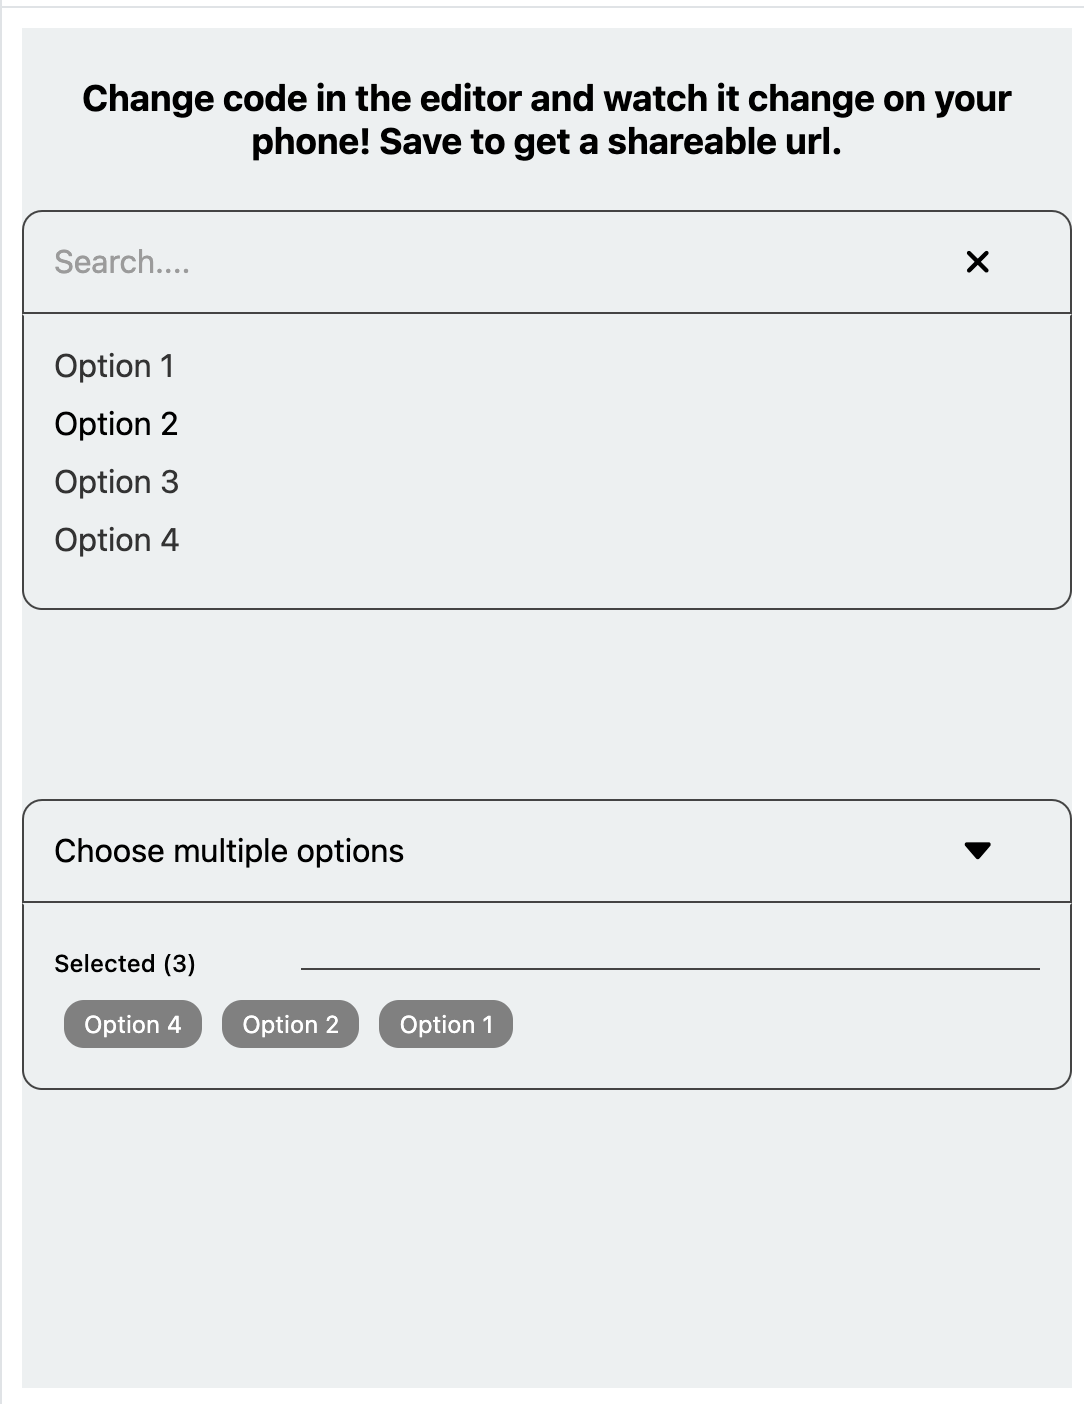 Change code in the editor and watch it change on your
phone! Save to get a shareable url.
Search....
Option 1
Option 2
Option 3
Option 4
Choose multiple options
Selected (3)
Option 4 Option 2 Option 1